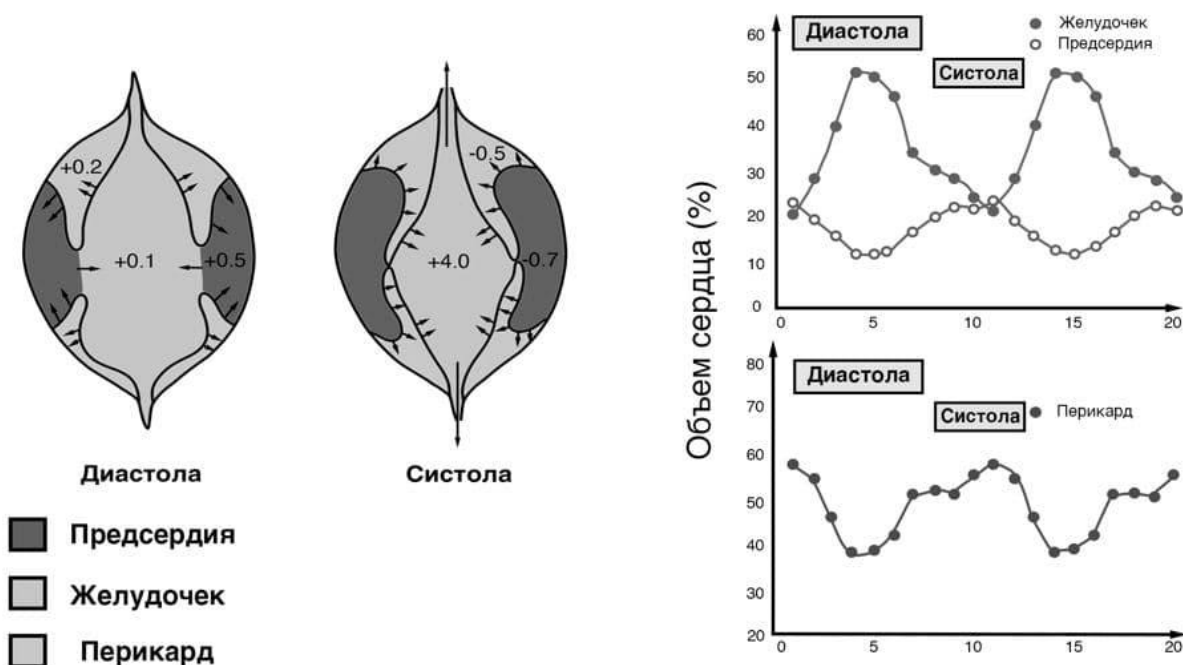 +0.2
+0.1
+0.5
Диастола
-0.5
+4.0
-0.7
Систола
Предсердия
Желудочек
Перикард
Объем сердца (%)
60
50
40
30
20
10
0
Диастола
Систола
Желудочек
Предсердия
0 5 10 15 20
80
70
60
50
40
30
20
Диастола
Систола
Перикард
0 5 10 15 20